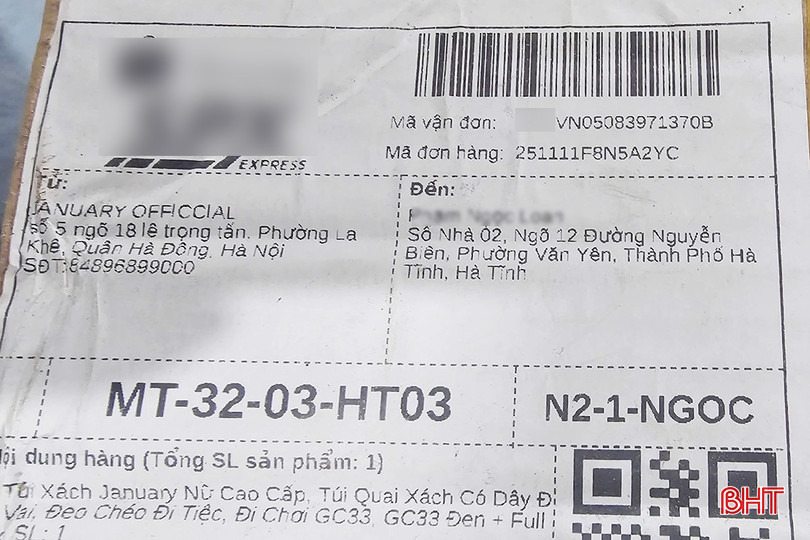 EXPRESS
Mã vận đơn: VN05083971370B
Mã đơn hàng: 251111F8N5A2YC
Từ:
JANUARY OFFICCIAL
số 5 ngõ 18 lê trọng tấn, Phường La
Khê, Quận Hà Đông, Hà Nội
SĐT:84896899000
Đến:
Số Nhà 02, Ngõ 12 Đường Nguyễn
Biên, Phường Văn Yên, Thành Phố Hà
Tĩnh, Hà Tĩnh
MT-32-03-HT03
N2-1-NGOC
ội dung hàng (Tổng SL sản phẩm: 1)
Túi Xách January Nữ Cao Cấp, Túi Quai Xách Có Dây Đ
Vai, Đeo Chéo Đi Tiệc, Đi Chơi GC33, GC33 Đen + Full
SL: 1
BHT